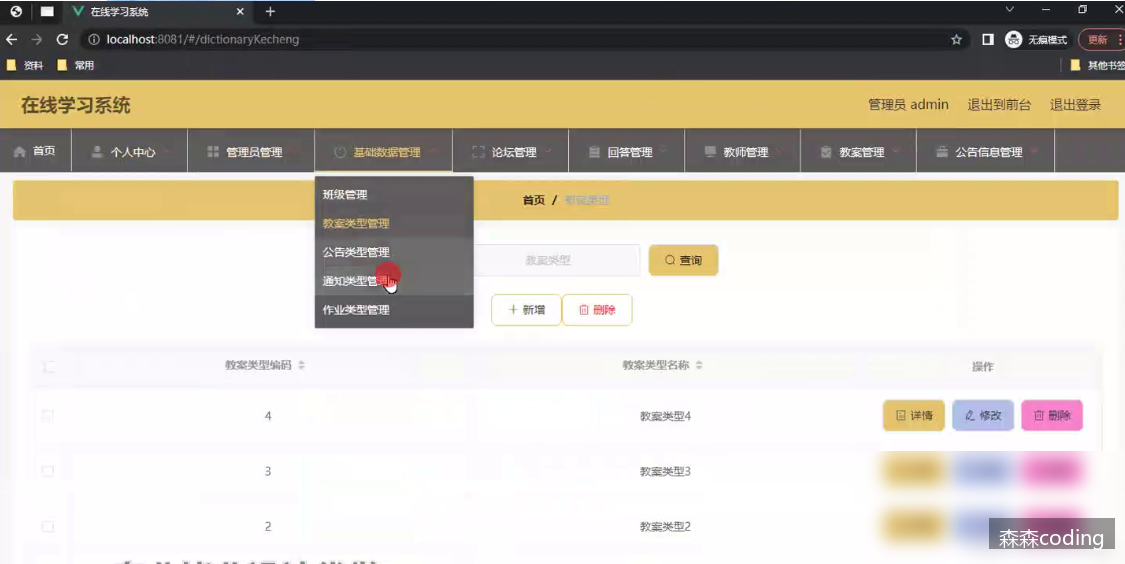 在线学习系统
localhost:8081/#/dictionaryKecheng
无痕模式
更新
资料
常用
其他书签
在线学习系统
管理员 admin
退出到前台
退出登录
首页
个人中心
管理员管理
基础数据管理
论坛管理
回答管理
教师管理
教案管理
公告信息管理
班级管理
教案类型管理
公告类型管理
通知类型管理
作业类型管理
首页 / 教案类型
教案类型
查询
新增
删除
教案类型编码
教案类型名称
操作
4
教案类型4
详情
修改
删除
3
教案类型3
2
教案类型2
森森coding